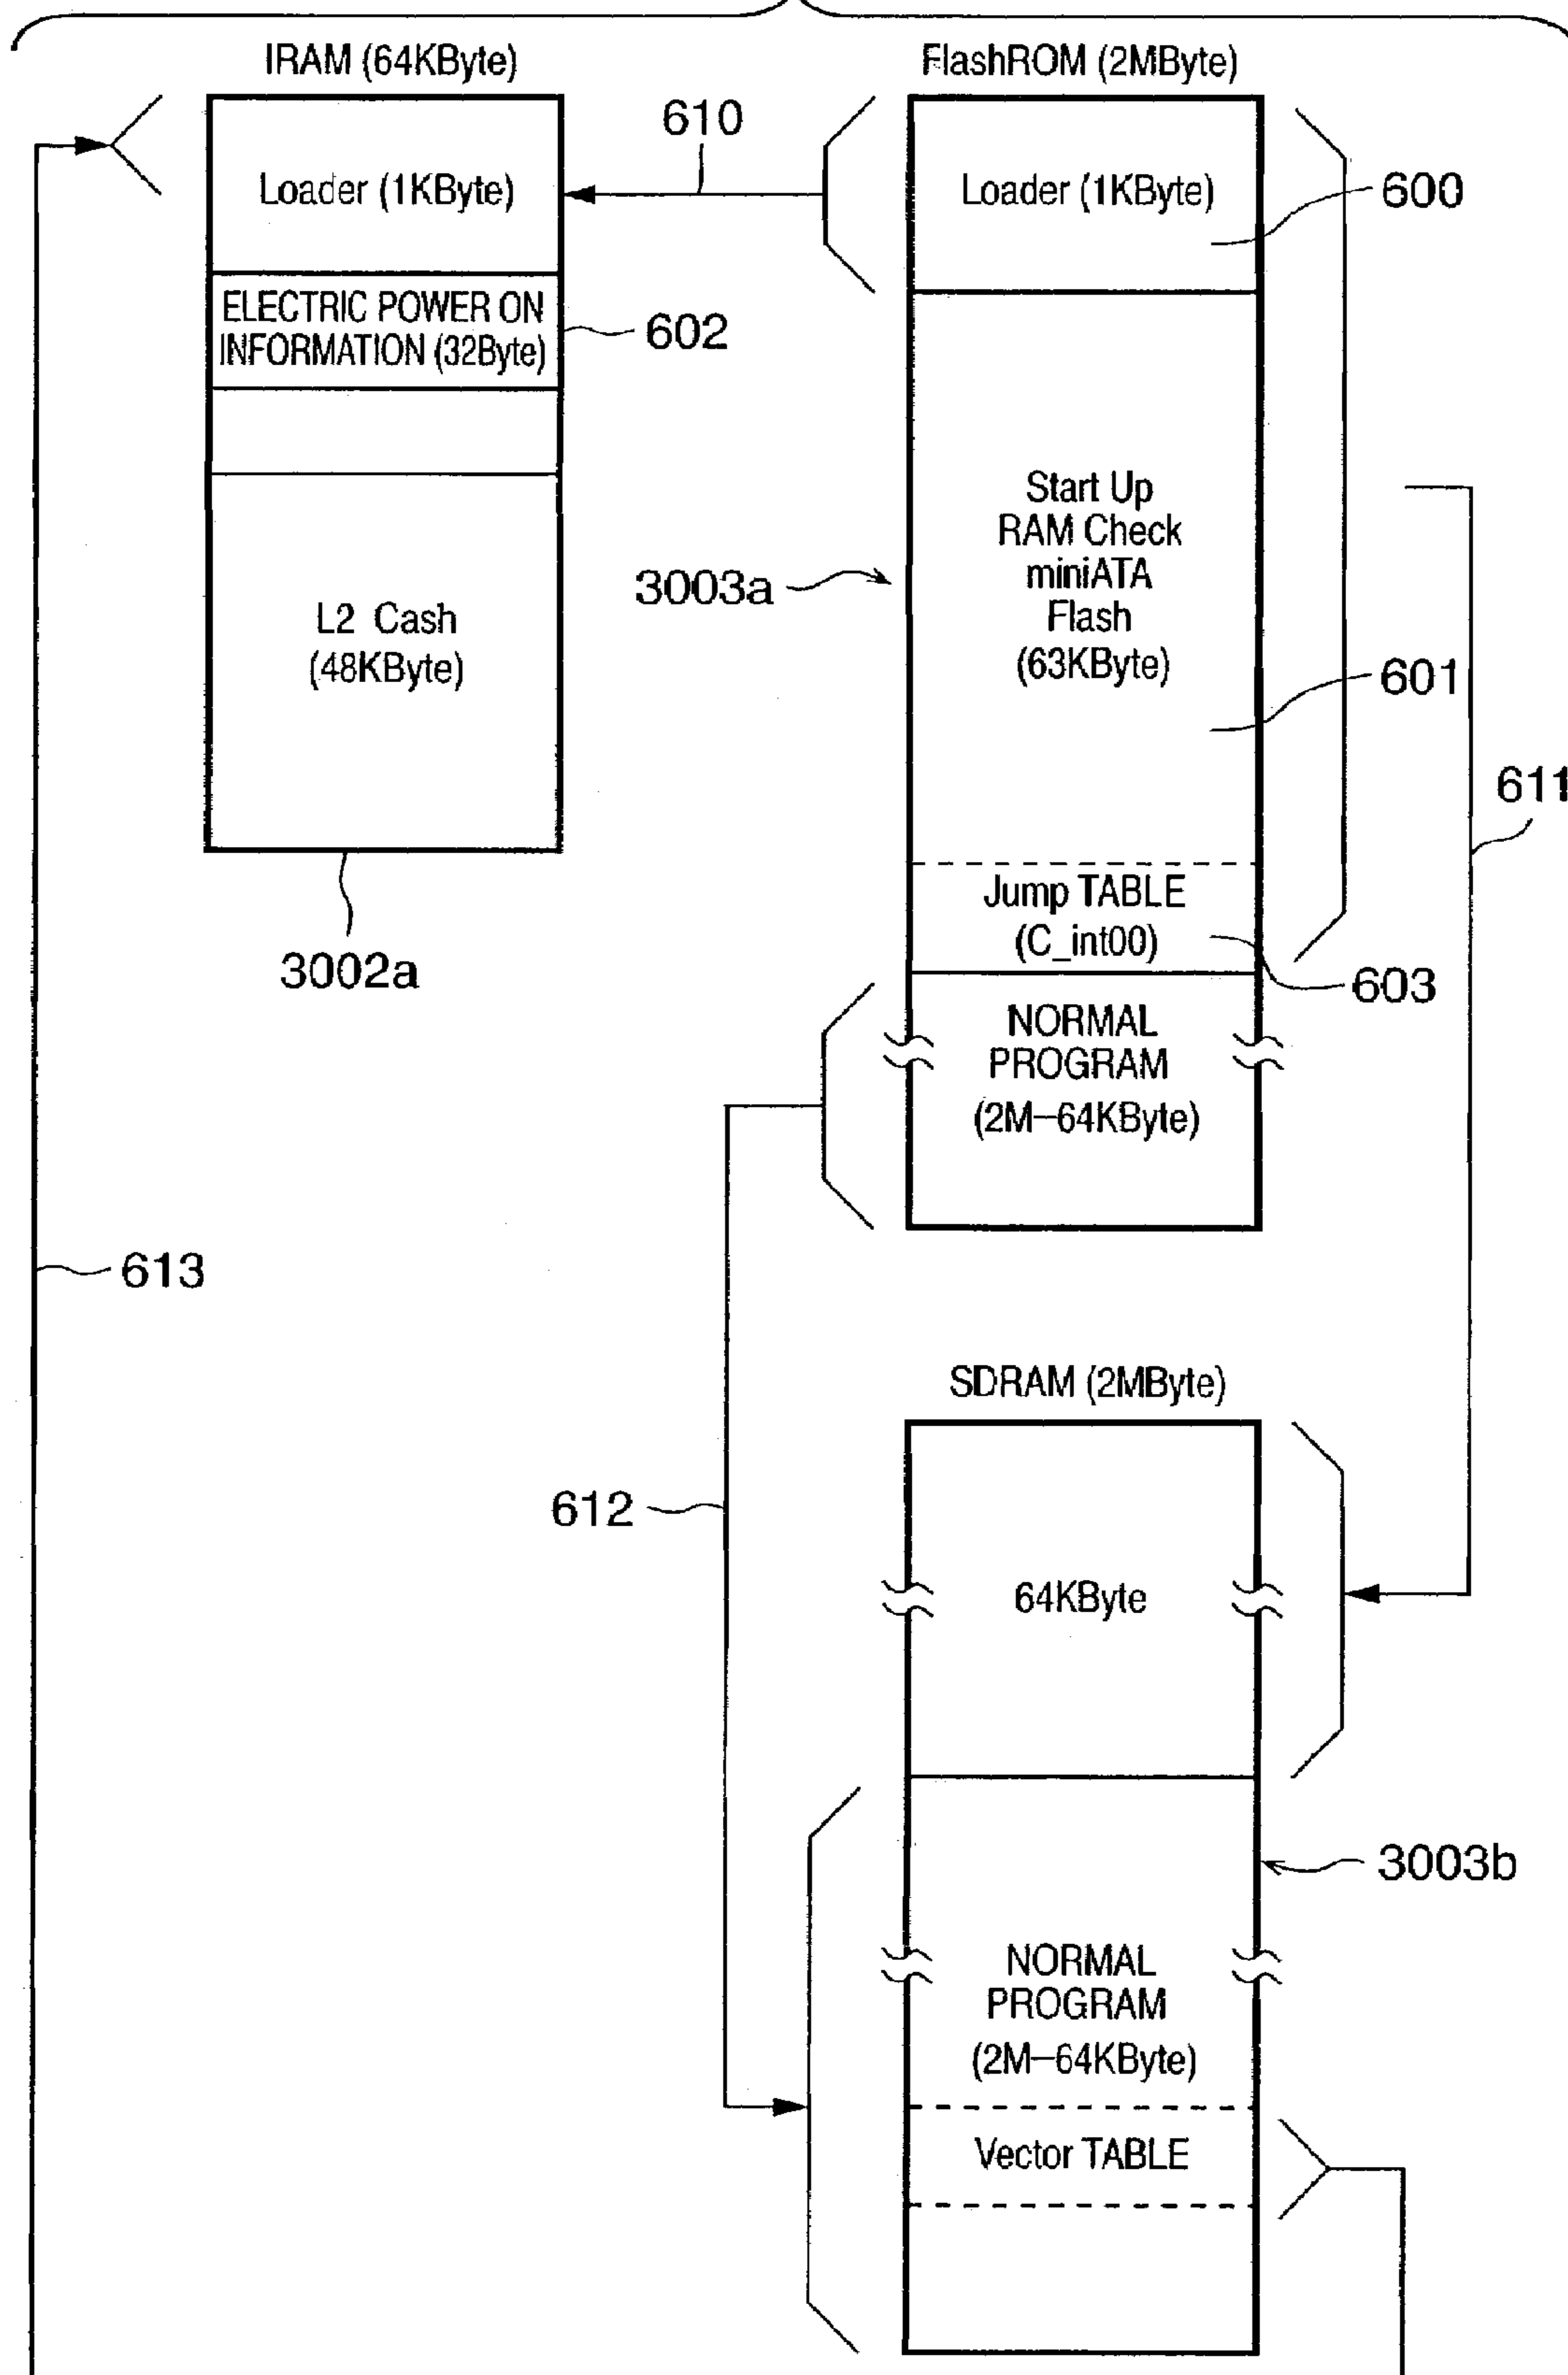 IRAM (64KByte)
Loader (1KByte)
ELECTRIC POWER ON
INFORMATION (32Byte)
602
L2 Cash
(48KByte)
3002a
613
610
FlashROM (2MByte)
Loader (1KByte)
600
Start Up
RAM Check
miniATA
Flash
(63KByte)
3003a
601
611
Jump TABLE
(C_int00)
603
NORMAL
PROGRAM
(2M–64KByte)
612
SDRAM (2MByte)
64KByte
3003b
NORMAL
PROGRAM
(2M–64KByte)
Vector TABLE